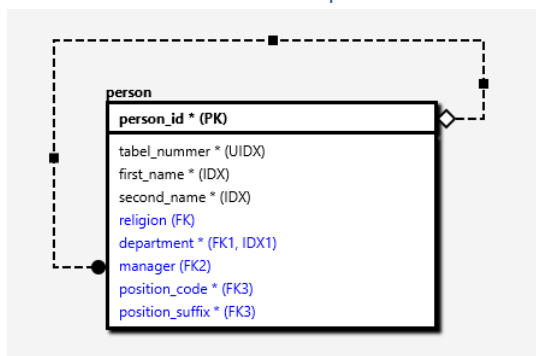 person
person_id * (PK)
tabel_nummer * (UIDX)
first_name * (IDX)
second_name * (IDX)
religion (FK)
department * (FK1, IDX1)
manager (FK2)
position_code * (FK3)
position_suffix * (FK3)